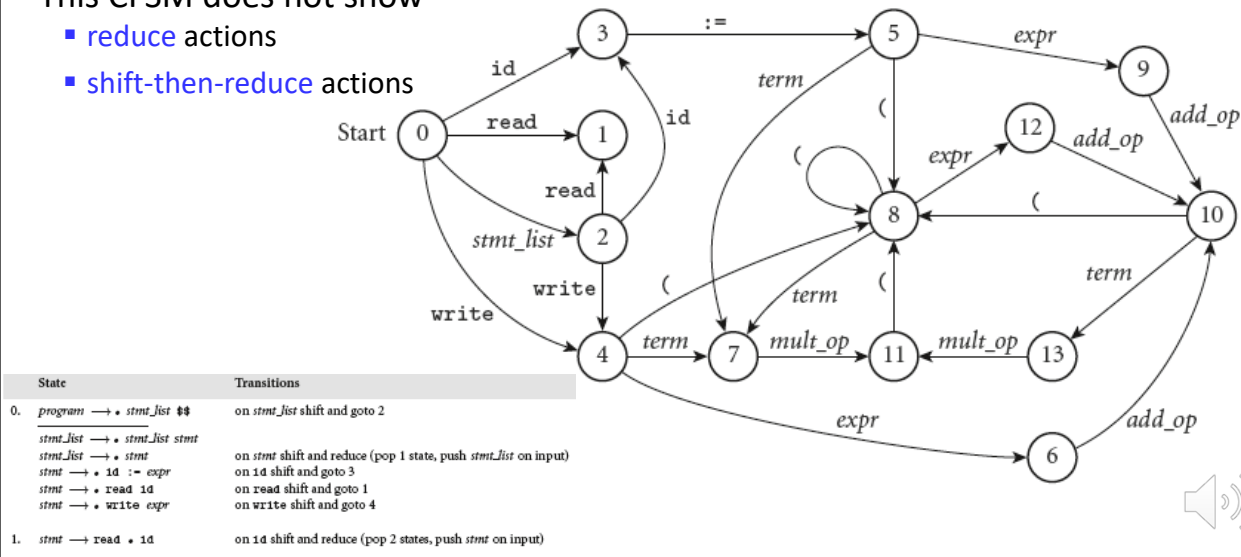 This CFSM does not show
▪ reduce actions
▪ shift-then-reduce actions
Start
0
id
read
stmt_list
write
3
:=
1
read
id
2
write
4
(
term
7
mult_op
11
(
mult_op
13
5
expr
term
(
9
add_op
12
add_op
expr
(
8
(
term
10
term
expr
6
add_op
State Transitions
0. program → . stmt_list $$ on stmt_list shift and goto 2
stmt_list → . stmt_list stmt
stmt_list → . stmt on stmt shift and reduce (pop 1 state, push stmt_list on input)
stmt → . id := expr on id shift and goto 3
stmt → . read id on read shift and goto 1
stmt → . write expr on write shift and goto 4
1. stmt → read . id on id shift and reduce (pop 2 states, push stmt on input)